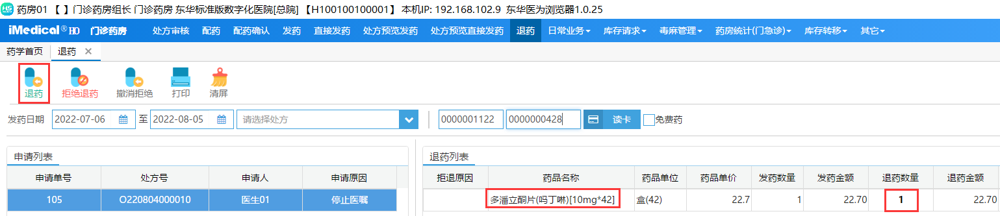 药房01 【 】门诊药房组长 门诊药房 东华标准版数字化医院[总院] 【H100100100001】 本机IP: 192.168.102.9 东华医为浏览器1.0.25
iMedical® 门诊药房 处方审核 配药 配药确认 发药 直接发药 处方预览发药 处方预览直接发药 退药 日常业务 库存请求 毒麻管理 药房统计(门急诊) 库存转移 其它
药学首页 退药
退药 拒绝退药 撤消拒绝 打印 清屏
发药日期 2022-07-06 至 2022-08-05 请选择处方 0000001122 0000000428 读卡 免费药
申请列表 退药列表
申请单号 处方号 申请人 申请原因 拒退原因 药品名称 药品单位 药品单价 发药数量 发药金额 退药数量 退药金额
105 O220804000010 医生01 停止医嘱 多潘立酮片(吗丁啉)[10mg*42] 盒(42) 22.7 1 22.70 1 22.70